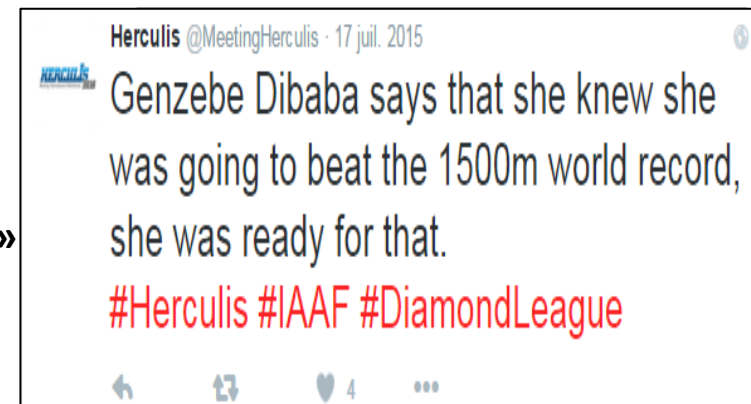 Herculis @MeetingHerculis · 17 juil. 2015
HERCULIS
Genzebe Dibaba says that she knew she
was going to beat the 1500m world record,
»
she was ready for that.
#Herculis #IAAF #DiamondLeague
4